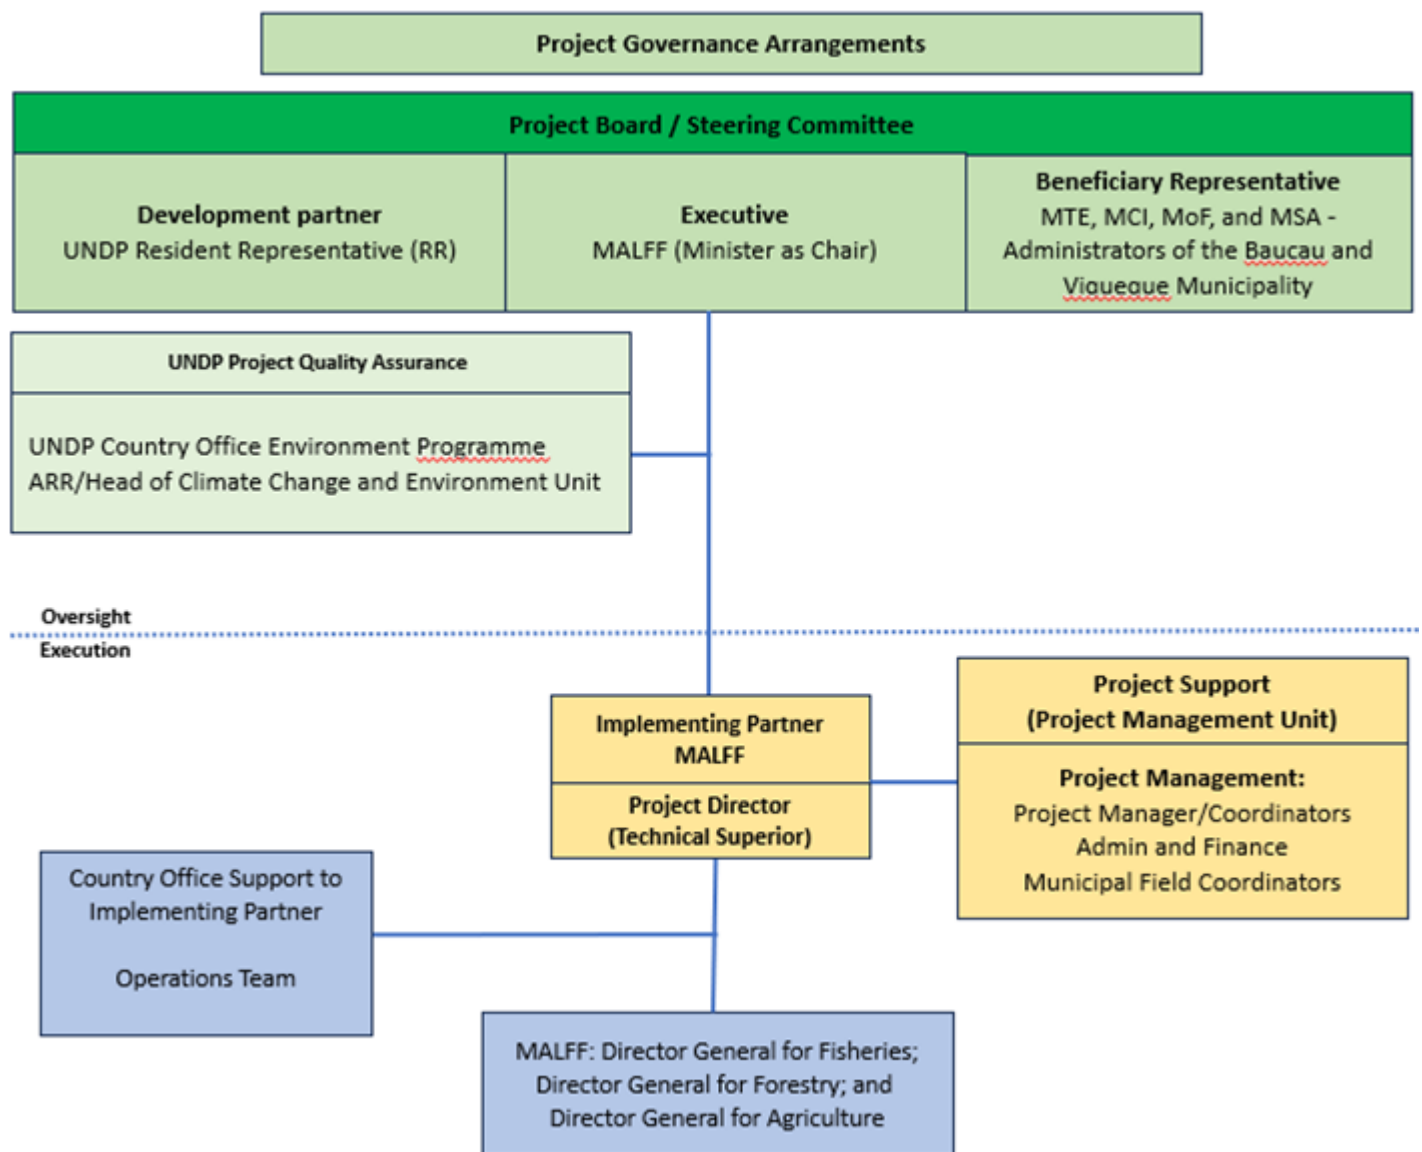 Project Governance Arrangements
Project Board / Steering Committee
Development partner
UNDP Resident Representative (RR)
Executive
MALFF (Minister as Chair)
Beneficiary Representative
MTE, MCI, MoF, and MSA -
Administrators of the Baucau and
Viqueque Municipality
UNDP Project Quality Assurance
UNDP Country Office Environment Programme
ARR/Head of Climate Change and Environment Unit
Oversight
Execution
Implementing Partner
MALFF
Project Director
(Technical Superior)
Project Support
(Project Management Unit)
Project Management:
Project Manager/Coordinators
Admin and Finance
Municipal Field Coordinators
Country Office Support to
Implementing Partner
Operations Team
MALFF: Director General for Fisheries;
Director General for Forestry; and
Director General for Agriculture